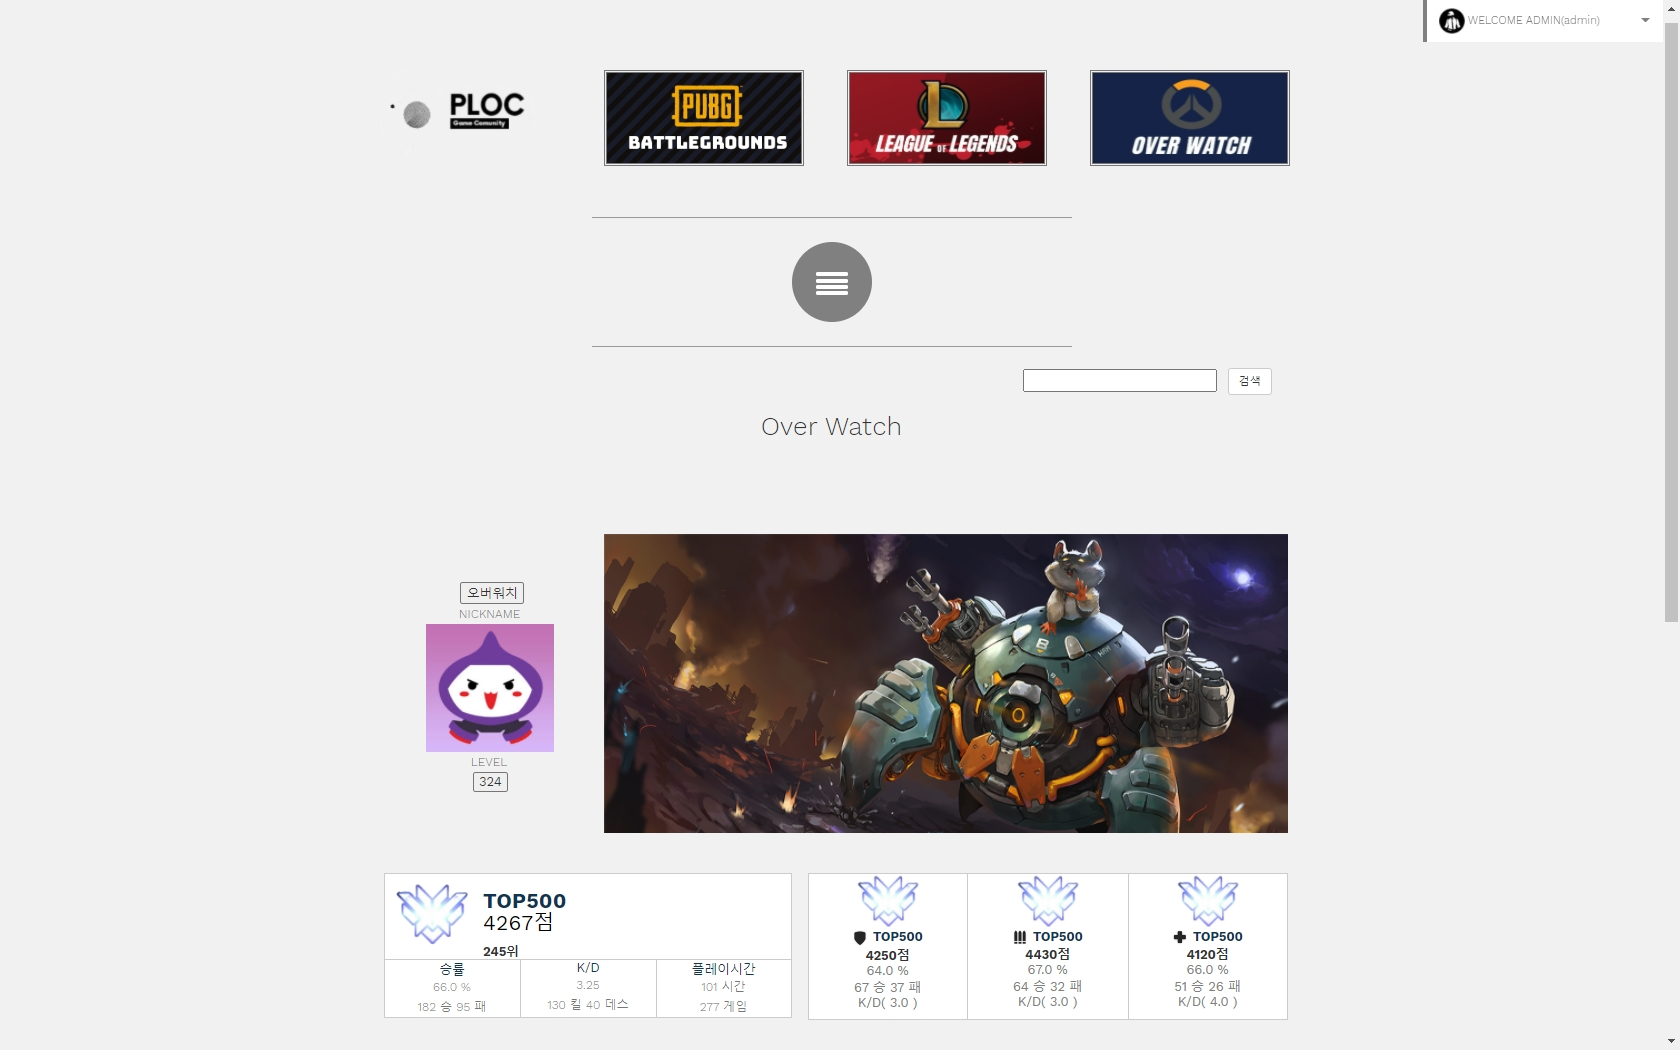 WELCOME ADMIN(admin)
PLOC
Game Comunity
PUBG
BATTLEGROUNDS
LEAGUE OF LEGENDS
OVER WATCH
검색
Over Watch
오버워치
NICKNAME
LEVEL
324
TOP500
4267점
245위
승률
66.0 %
182 승 95 패
K/D
3.25
130 킬 40 데스
플레이시간
101 시간
277 게임
TOP500
4250점
64.0 %
67 승 37 패
K/D( 3.0 )
TOP500
4430점
67.0 %
64 승 32 패
K/D( 3.0 )
TOP500
4120점
66.0 %
51 승 26 패
K/D( 4.0 )